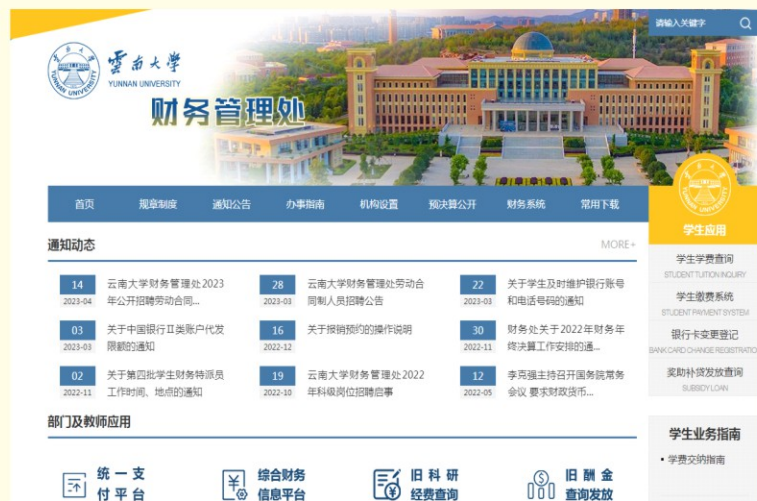 请输入关键字
雲南大學
YUNNAN UNIVERSITY
财务管理处
首页 规章制度 通知公告 办事指南 机构设置 预决算公开 财务系统 常用下载
通知动态 MORE+
14
2023-04
云南大学财务管理处2023
年公开招聘劳动合同...
28
2023-03
云南大学财务管理处劳动合
同制人员招聘公告
22
2023-03
关于学生及时维护银行账号
和电话号码的通知
03
2023-03
关于中国银行II类账户代发
限额的通知
16
2022-12
关于报销预约的操作说明
30
2022-11
财务处关于2022年财务年
终决算工作安排的通...
02
2022-11
关于第四批学生财务特派员
工作时间、地点的通知
19
2022-10
云南大学财务管理处2022
年科级岗位招聘启事
12
2022-05
李克强主持召开国务院常务
会议 要求财政货币...
部门及教师应用
统一支
付平台
综合财务
信息平台
旧科研
经费查询
旧酬金
查询发放
学生应用
学生学费查询
STUDENT TUITION INQUIRY
学生缴费系统
STUDENT PAYMENT SYSTEM
银行卡变更登记
BANK CARD CHANGE REGISTRATIO
奖助补贷发放查询
SUBSIDY LOAN
学生业务指南
• 学费交纳指南